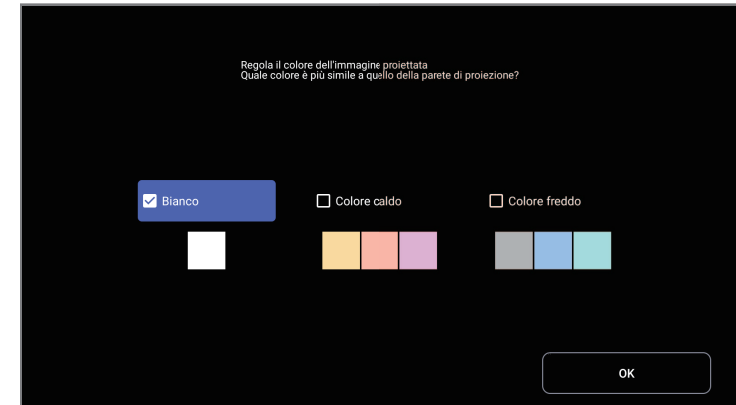 Regola il colore dell'immagine proiettata
Quale colore è più simile a quello della parete di proiezione?
Bianco
Colore caldo
Colore freddo
OK